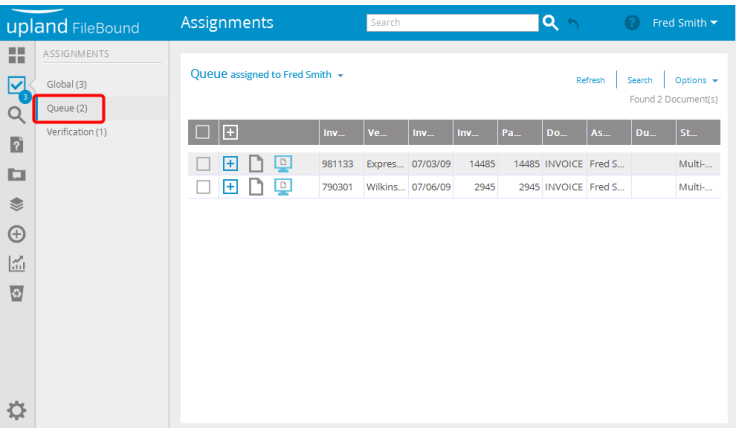 upland FileBound
Assignments
Search
Fred Smith
3
ASSIGNMENTS
Global (3)
Queue (2)
Verification (1)
Queue assigned to Fred Smith
Refresh Search Options
Found 2 Document(s)
Inv... Ve... Inv... Inv... Pa... Do... As... Du... St...
981133 Expres... 07/03/09 14485 14485 INVOICE Fred S... Multi-...
790301 Wilkins... 07/06/09 2945 2945 INVOICE Fred S... Multi-...